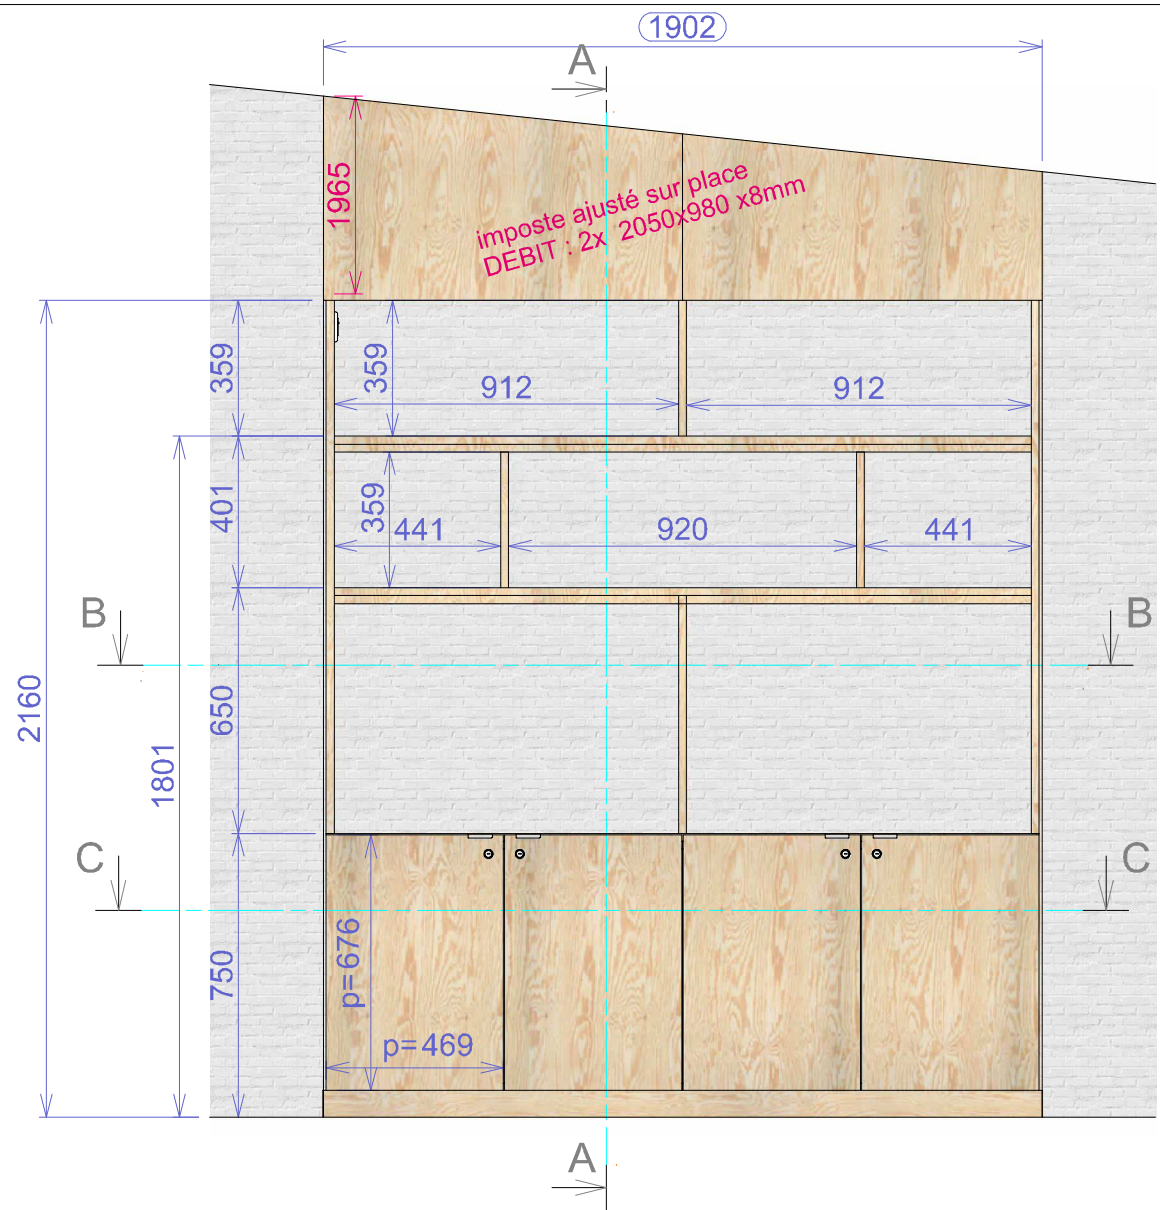 1902
A
1965
imposte ajusté sur place
DEBIT : 2x 2050x980 x8mm
359
359
912
912
401
359
441
920
441
B
B
2160
650
1801
C
C
750
p=676
p=469
A